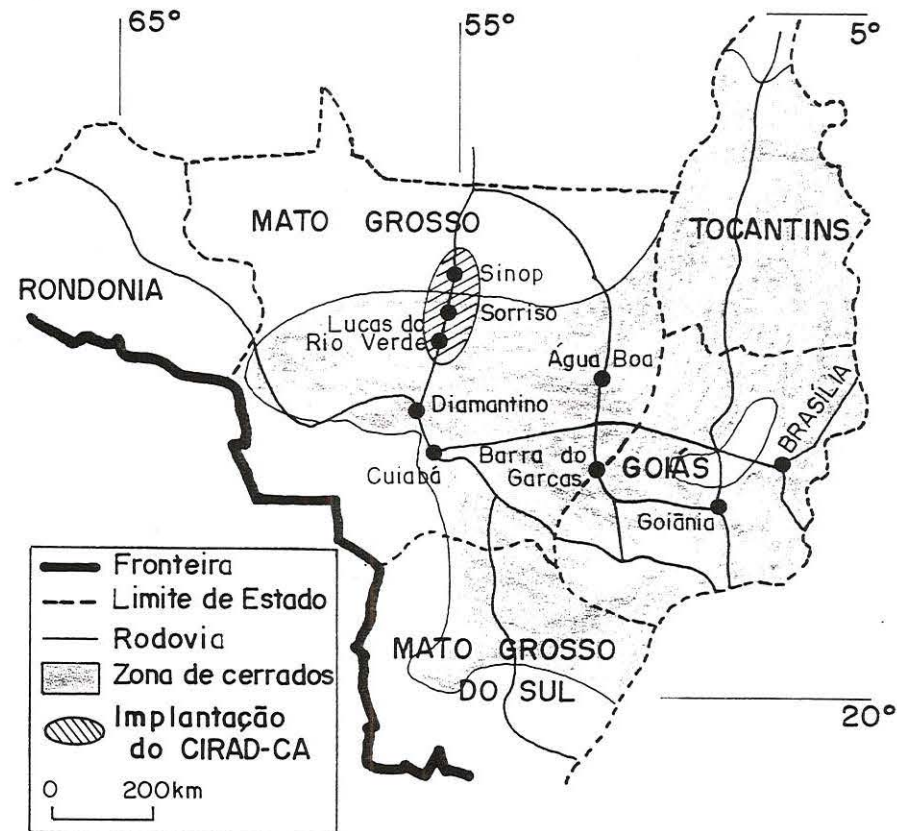 65°
55°
5°
MATO GROSSO
TOCANTINS
RONDONIA
Sinop
Sorriso
Lucas do
Rio Verde
Água Boa
Diamantino
BRASÍLIA
Cuiabá
Barra do
Garcas
GOIÁS
Goiānia
MATO GROSSO
DO SUL
20°
Fronteira
Limite de Estado
Rodovia
Zona de cerrados
Implantação
do CIRAD-CA
0 200km